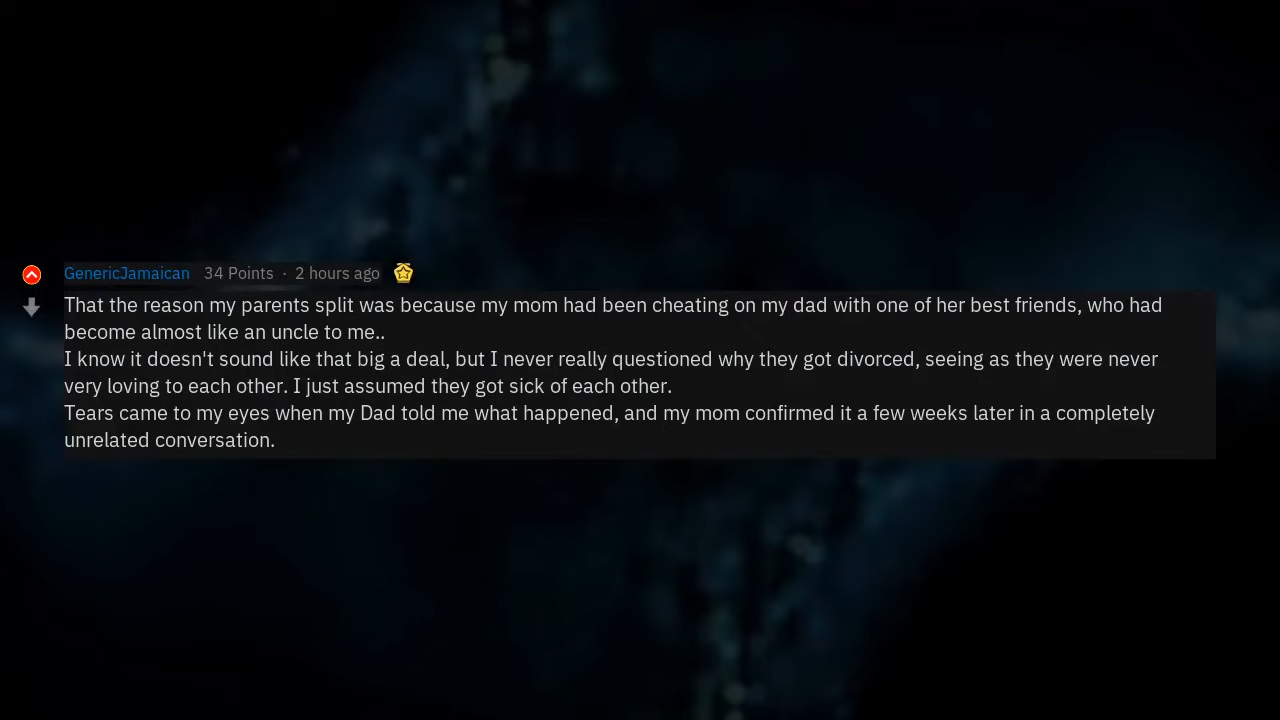 GenericJamaican 34 Points · 2 hours ago
That the reason my parents split was because my mom had been cheating on my dad with one of her best friends, who had
become almost like an uncle to me..
I know it doesn't sound like that big a deal, but I never really questioned why they got divorced, seeing as they were never
very loving to each other. I just assumed they got sick of each other.
Tears came to my eyes when my Dad told me what happened, and my mom confirmed it a few weeks later in a completely
unrelated conversation.